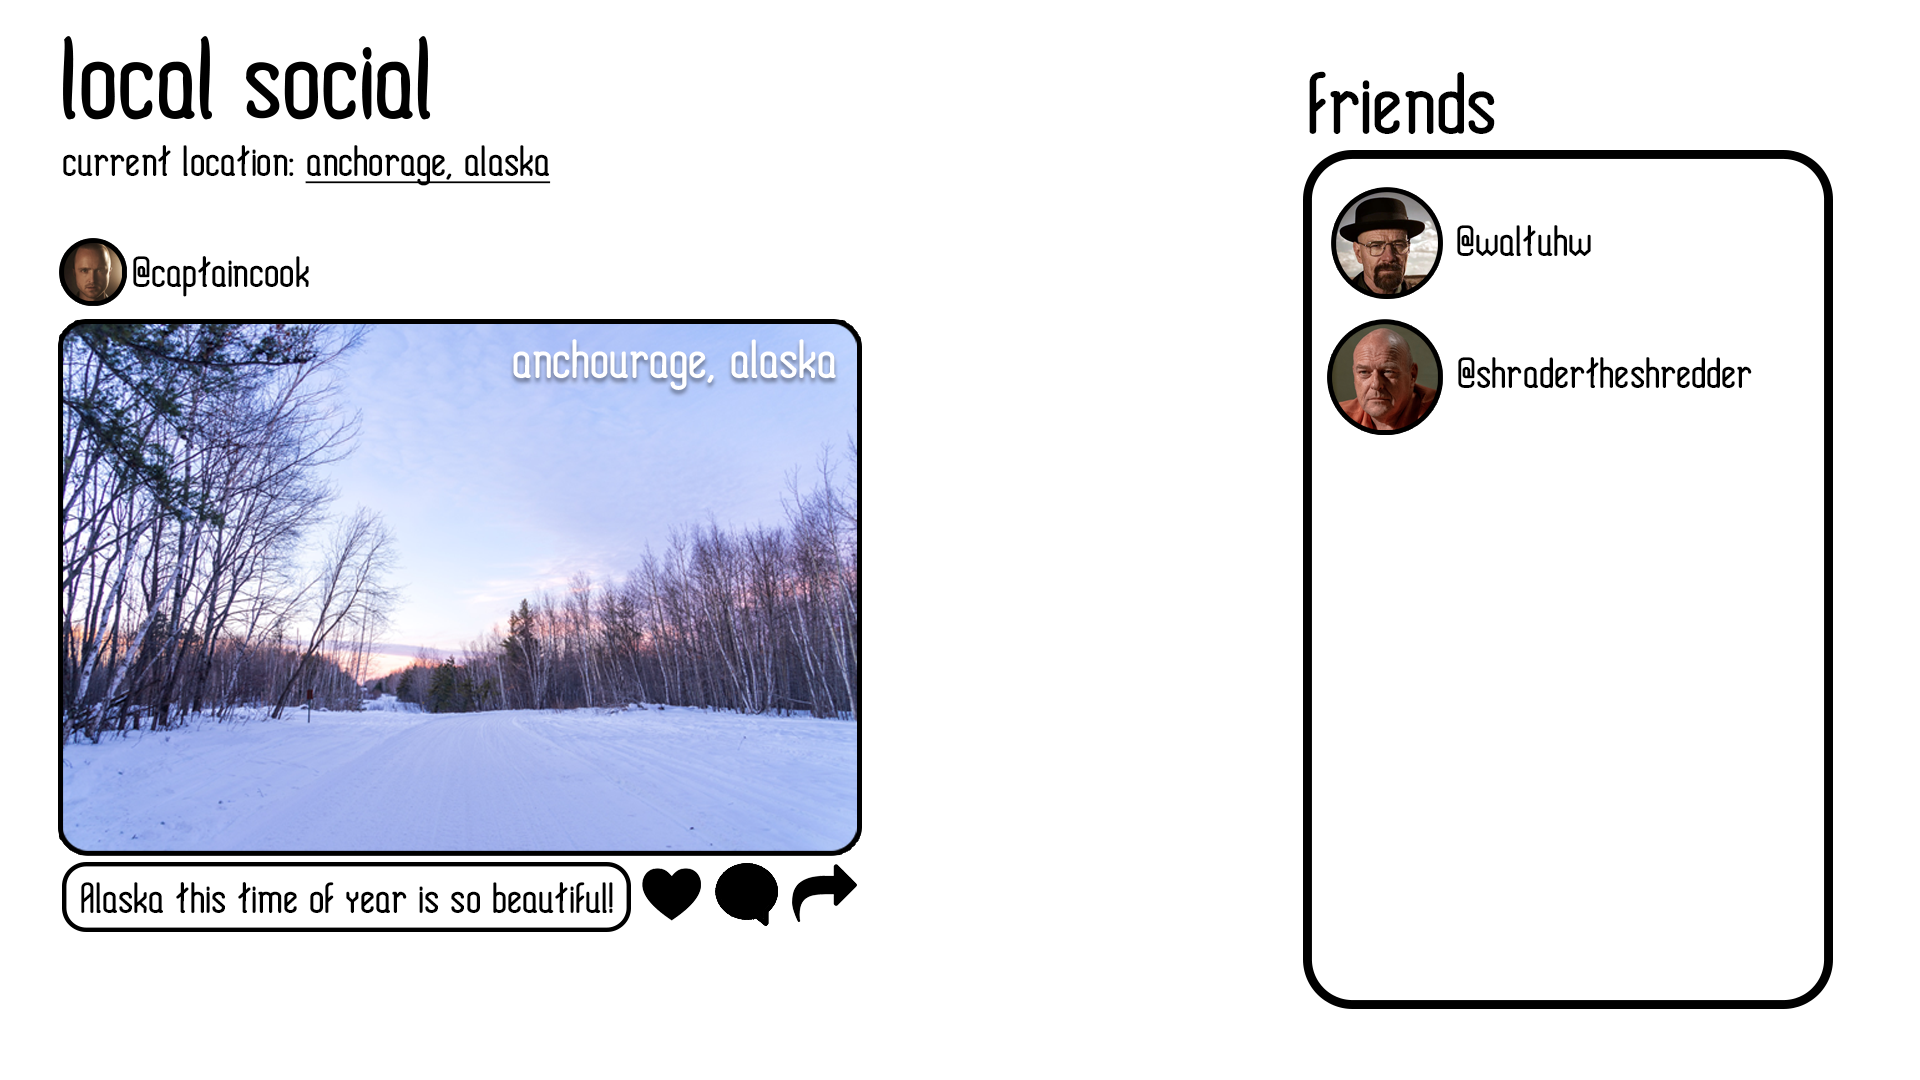 local social
current location: anchorage, alaska
@captaincook
anchourage, alaska
Alaska this time of year is so beautiful!
friends
@waltuhw
@shradertheshredder